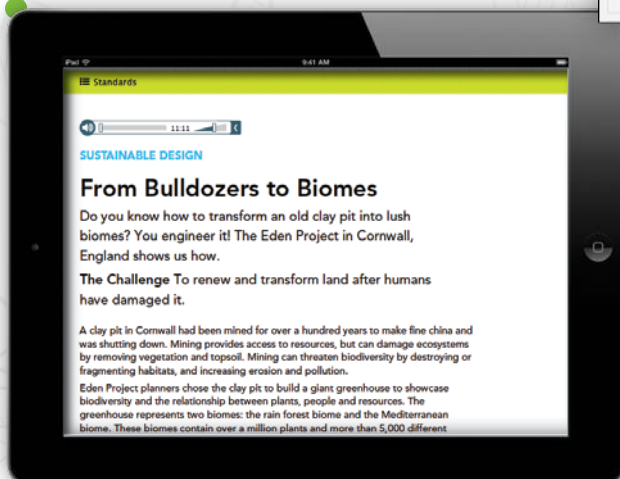 iPad 9:41 AM
Standards
11:11
SUSTAINABLE DESIGN
From Bulldozers to Biomes
Do you know how to transform an old clay pit into lush
biomes? You engineer it! The Eden Project in Cornwall,
England shows us how.
The Challenge To renew and transform land after humans
have damaged it.
A clay pit in Cornwall had been mined for over a hundred years to make fine china and
was shutting down. Mining provides access to resources, but can damage ecosystems
by removing vegetation and topsoil. Mining can threaten biodiversity by destroying or
fragmenting habitats, and increasing erosion and pollution.
Eden Project planners chose the clay pit to build a giant greenhouse to showcase
biodiversity and the relationship between plants, people and resources. The
greenhouse represents two biomes: the rain forest biome and the Mediterranean
biome. These biomes contain over a million plants and more than 5,000 different